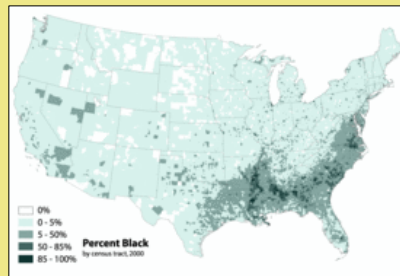 0%
0 - 5%
5 - 50%
50 - 85%
85 - 100%
Percent Black
by census tract, 2000